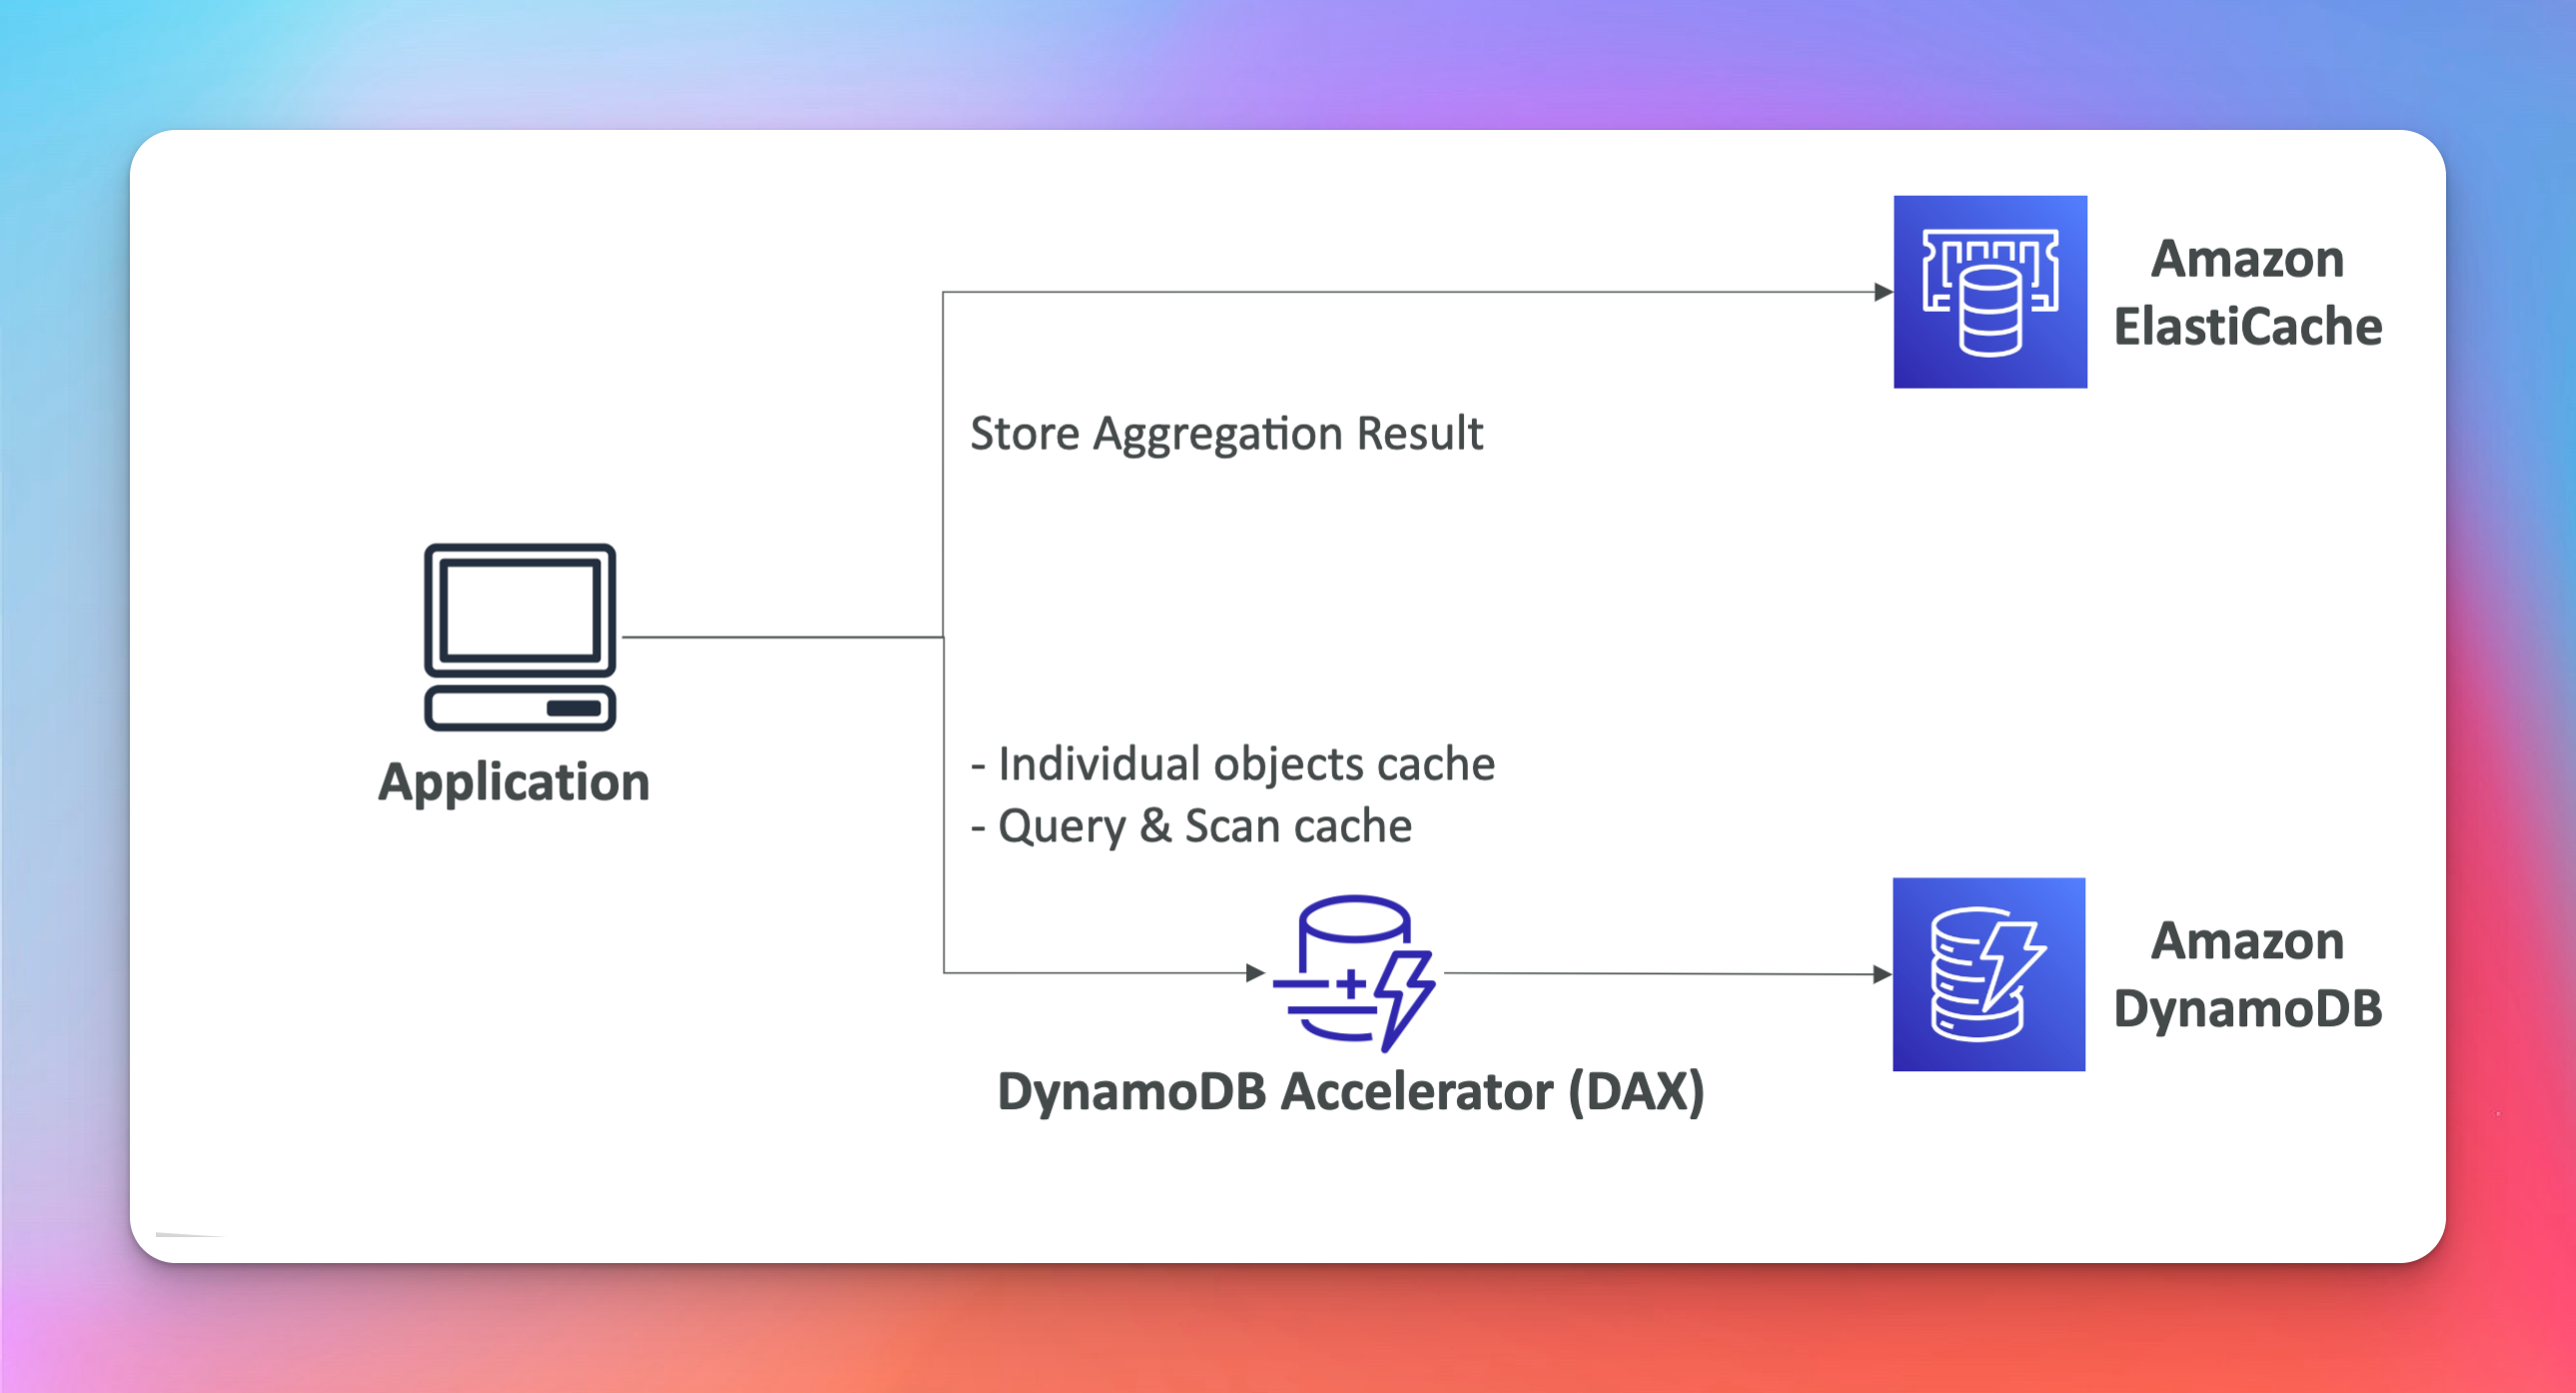 Amazon
ElastiCache
Store Aggregation Result
Application
- Individual objects cache
- Query & Scan cache
Amazon
DynamoDB
DynamoDB Accelerator (DAX)